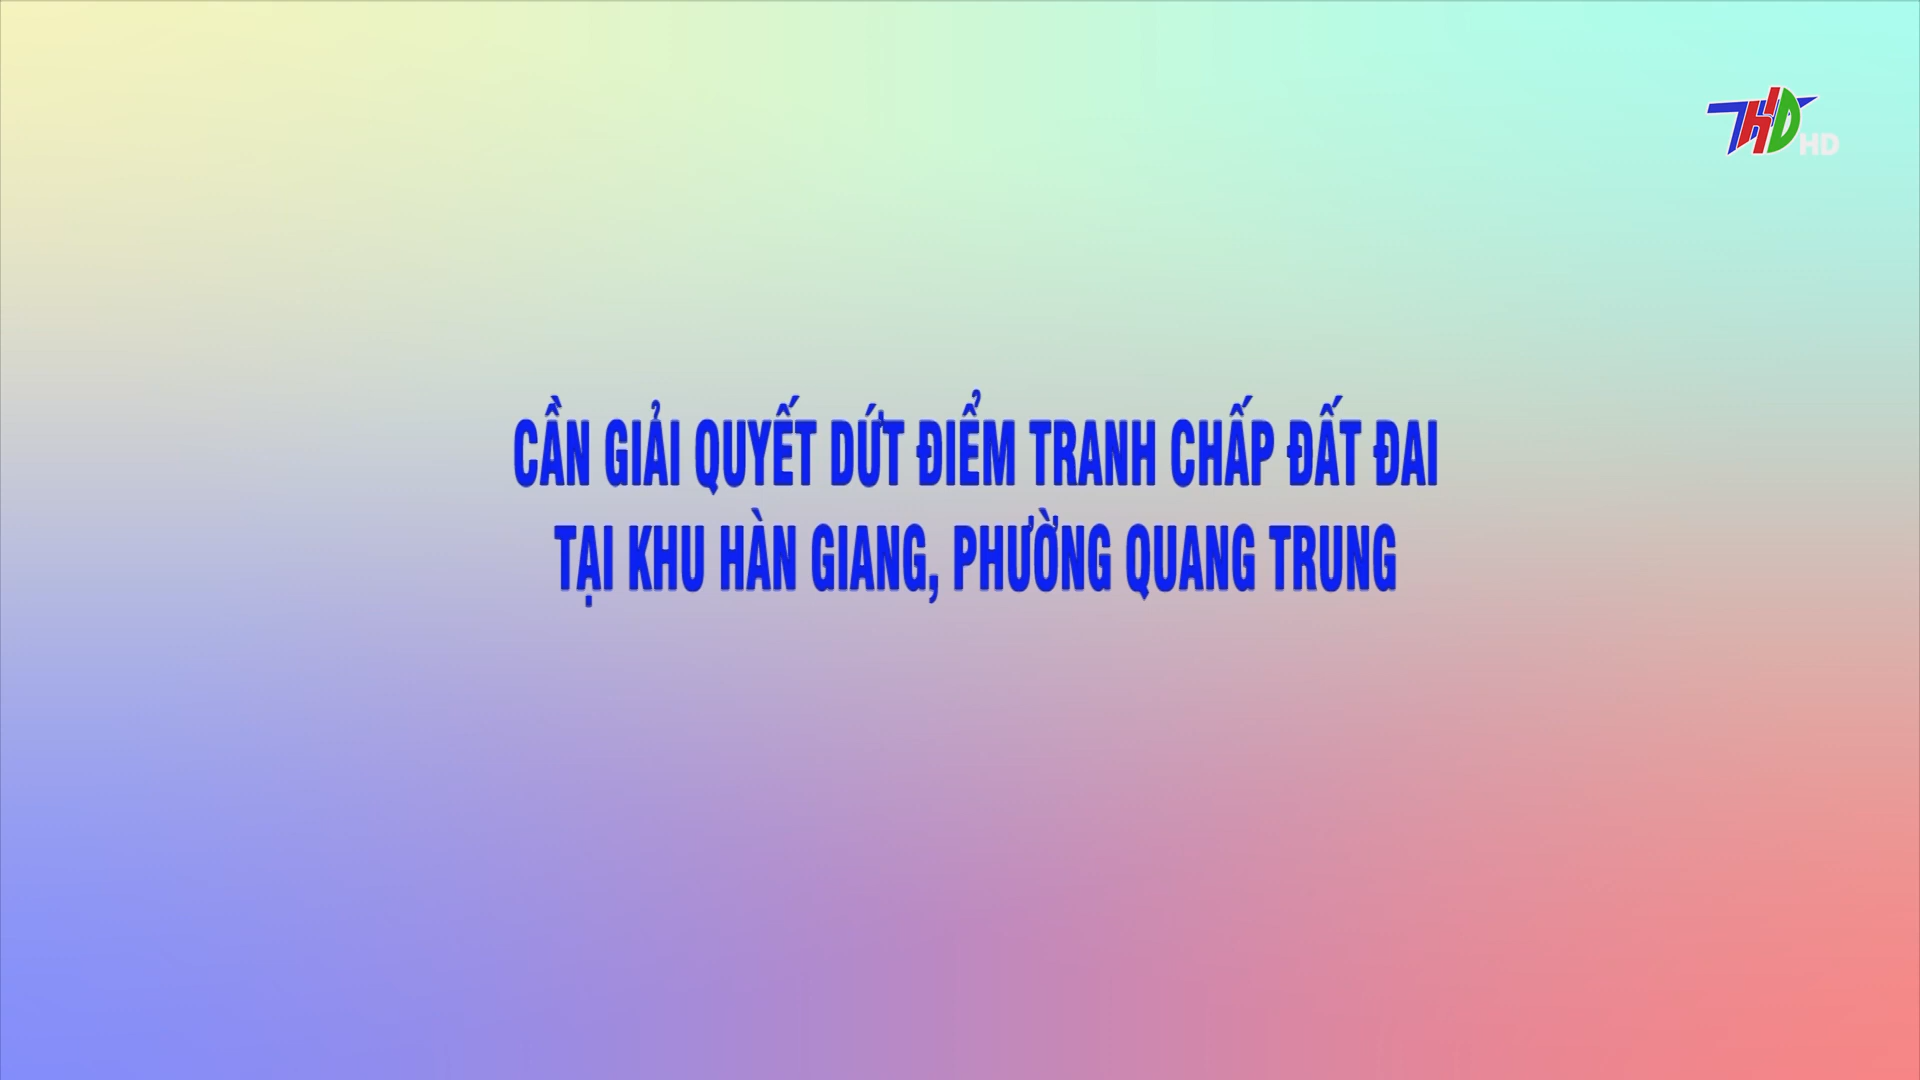 THD HD
CẦN GIẢI QUYẾT DỨT ĐIỂM TRANH CHẤP ĐẤT ĐAI
TẠI KHU HÀN GIANG, PHƯỜNG QUANG TRUNG